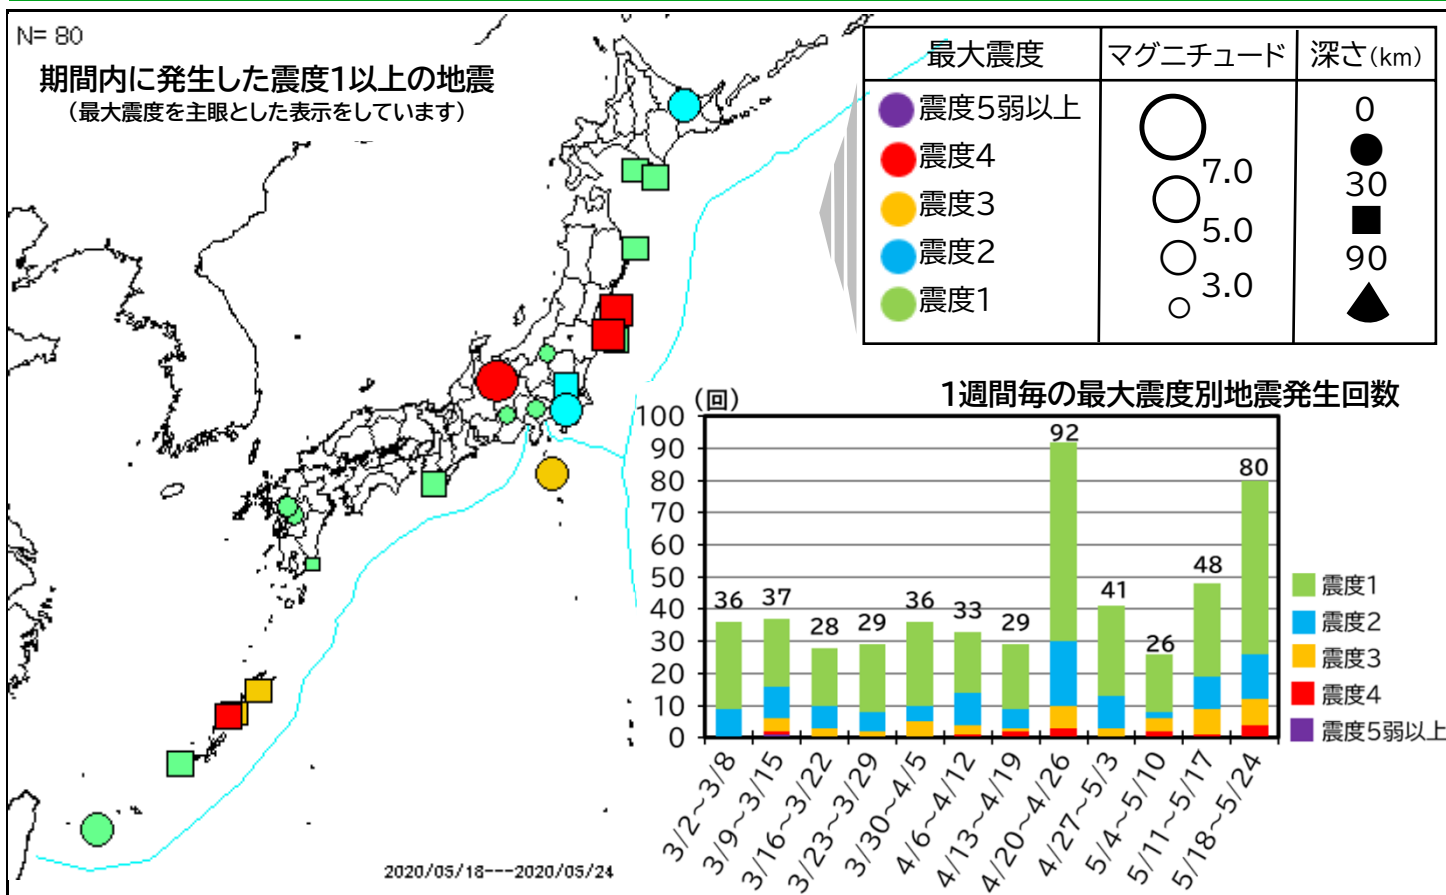 N= 80
期間内に発生した震度1以上の地震
(最大震度を主眼とした表示をしています)
最大震度 マグニチュード 深さ(km)
震度5弱以上
震度4
震度3
震度2
震度1
7.0
5.0
3.0
0
30
90
1週間毎の最大震度別地震発生回数
(回)
100
90
80
70
60
50
40
30
20
10
0
36 37 28 29 36 33 29 92 41 26 48 80
3/2~3/8
3/9~3/15
3/16~3/22
3/23~3/29
3/30~4/5
4/6~4/12
4/13~4/19
4/20~4/26
4/27~5/3
5/4~5/10
5/11~5/17
5/18~5/24
震度1
震度2
震度3
震度4
震度5弱以上
2020/05/18---2020/05/24